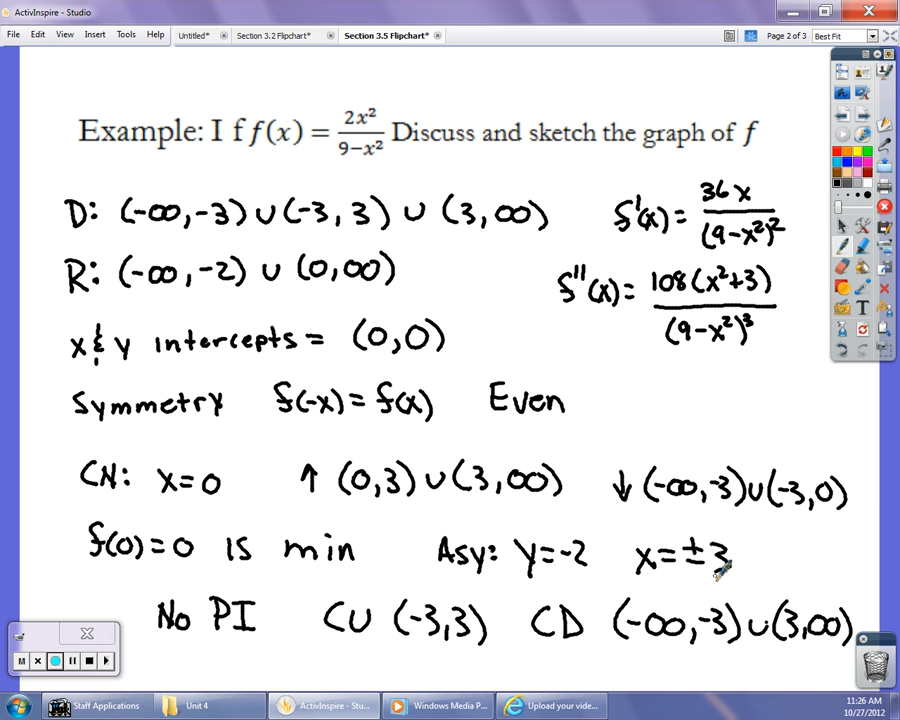 ActivInspire - Studio
File Edit View Insert Tools Help Untitled* Section 3.2 Flipchart* Section 3.5 Flipchart* Page 2 of 3 Best Fit
Example: I f f(x) = 2x²/(9−x²) Discuss and sketch the graph of f
D: (-∞, -3) ∪ (-3, 3) ∪ (3, ∞) f'(x) = 36x/(9-x²)²
R: (-∞, -2) ∪ (0, ∞) f''(x) = 108(x²+3)/(9-x²)³
x & y intercepts = (0,0)
Symmetry f(-x) = f(x) Even
CN: x=0 ↑ (0,3) ∪ (3,∞) ↓ (-∞,-3) ∪ (-3,0)
f(0)=0 is min Asy: y=-2 x=±3
No PI CU (-3,3) CD (-∞,-3) ∪ (3,∞)
M
Staff Applications Unit 4 ActivInspire - Stu... Windows Media P... Upload your vide... 11:26 AM
10/27/2012